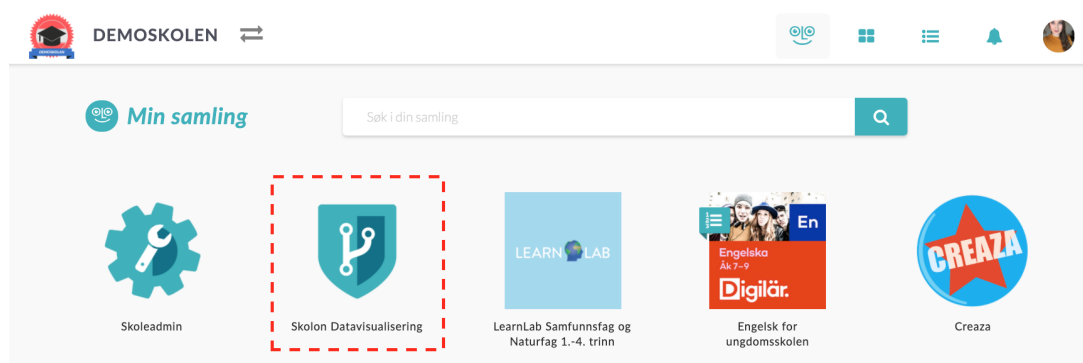 DEMOSKOLEN
Min samling
Søk i din samling
LEARN LAB
En
Engelska
Åk 7–9
Digilär.
CREAZA
Skoleadmin
Skolon Datavisualisering
LearnLab Samfunnsfag og
Naturfag 1.-4. trinn
Engelsk for
ungdomsskolen
Creaza